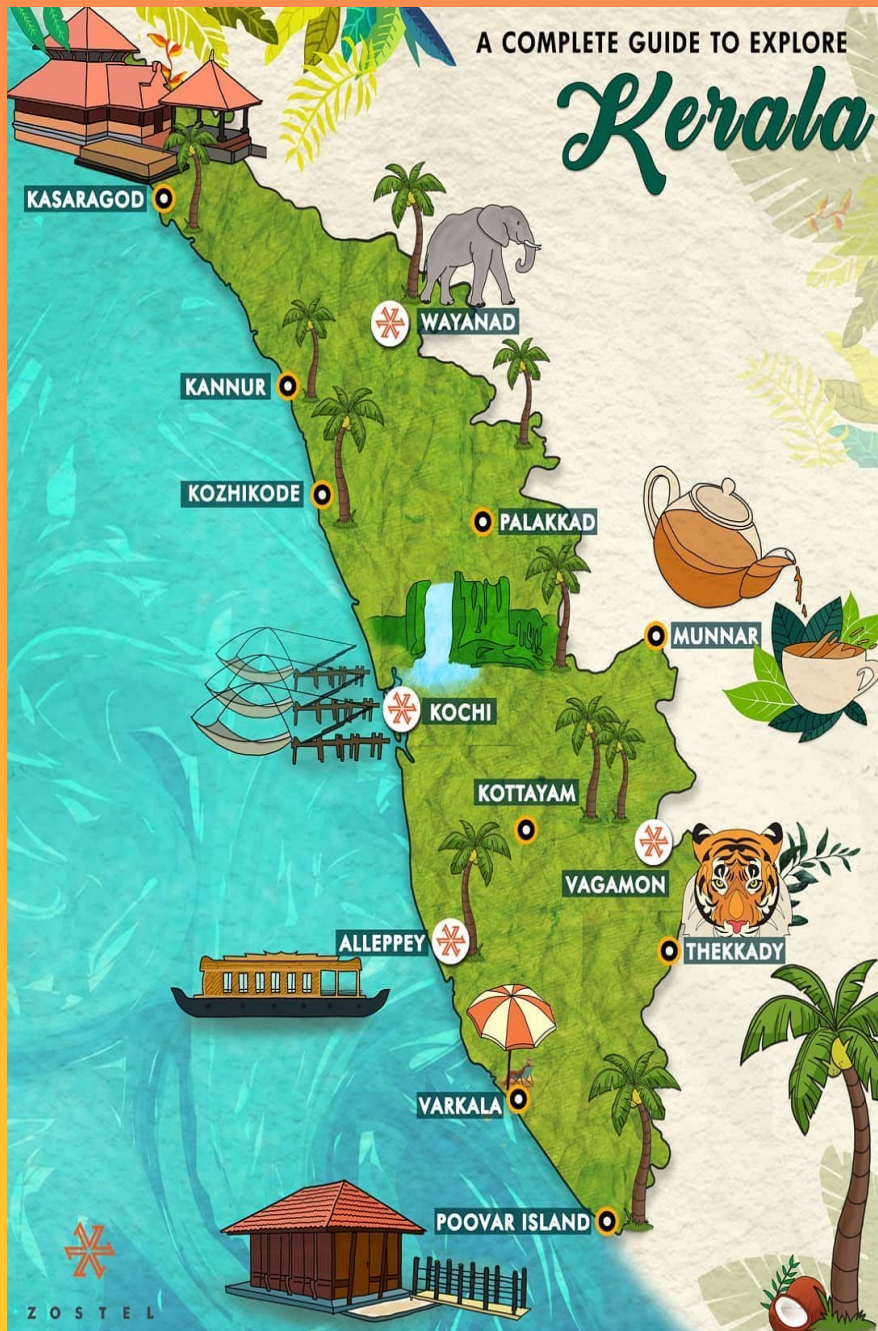 A COMPLETE GUIDE TO EXPLORE
Kerala
KASARAGOD
WAYANAD
KANNUR
KOZHIKODE
PALAKKAD
MUNNAR
KOCHI
KOTTAYAM
VAGAMON
ALLEPPEY
THEKKADY
VARKALA
POOVAR ISLAND
ZOSTEL